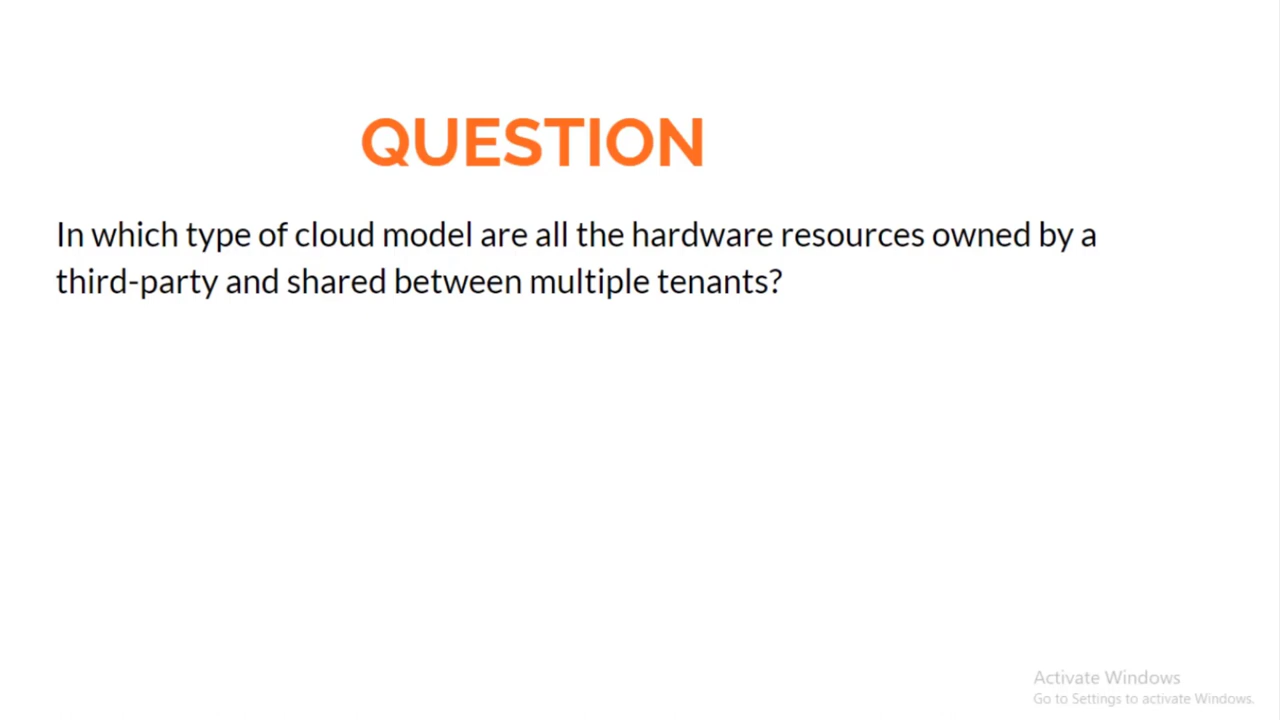 QUESTION
In which type of cloud model are all the hardware resources owned by a
third-party and shared between multiple tenants?
Activate Windows
Go to Settings to activate Windows.